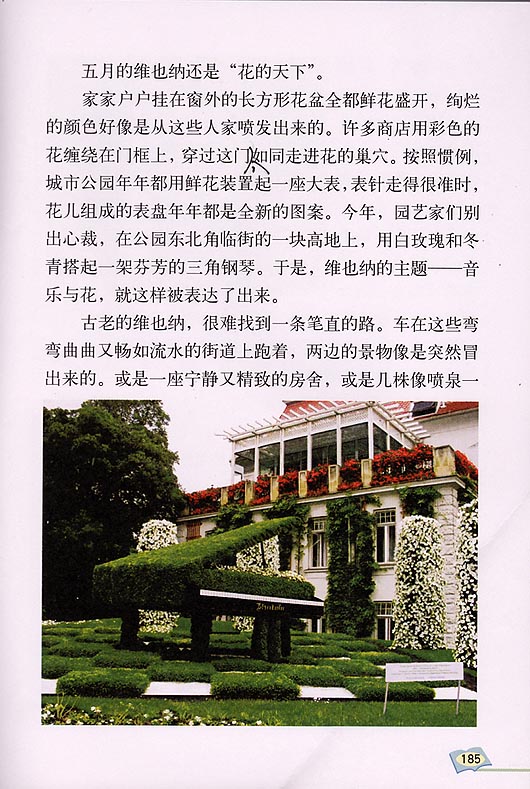 五月的维也纳还是“花的天下”。
家家户户挂在窗外的长方形花盆全都鲜花盛开，绚烂
的颜色好像是从这些人家喷发出来的。许多商店用彩色的
花缠绕在门框上，穿过这门，如同走进花的巢穴。按照惯例，
城市公园年年都用鲜花装置起一座大表，表针走得很准时，
花儿组成的表盘年年都是全新的图案。今年，园艺家们别
出心裁，在公园东北角临街的一块高地上，用白玫瑰和冬
青搭起一架芬芳的三角钢琴。于是，维也纳的主题——音
乐与花，就这样被表达了出来。
古老的维也纳，很难找到一条笔直的路。车在这些弯
弯曲曲又畅如流水的街道上跑着，两边的景物像是突然冒
出来的。或是一座宁静又精致的房舍，或是几株像喷泉一
185